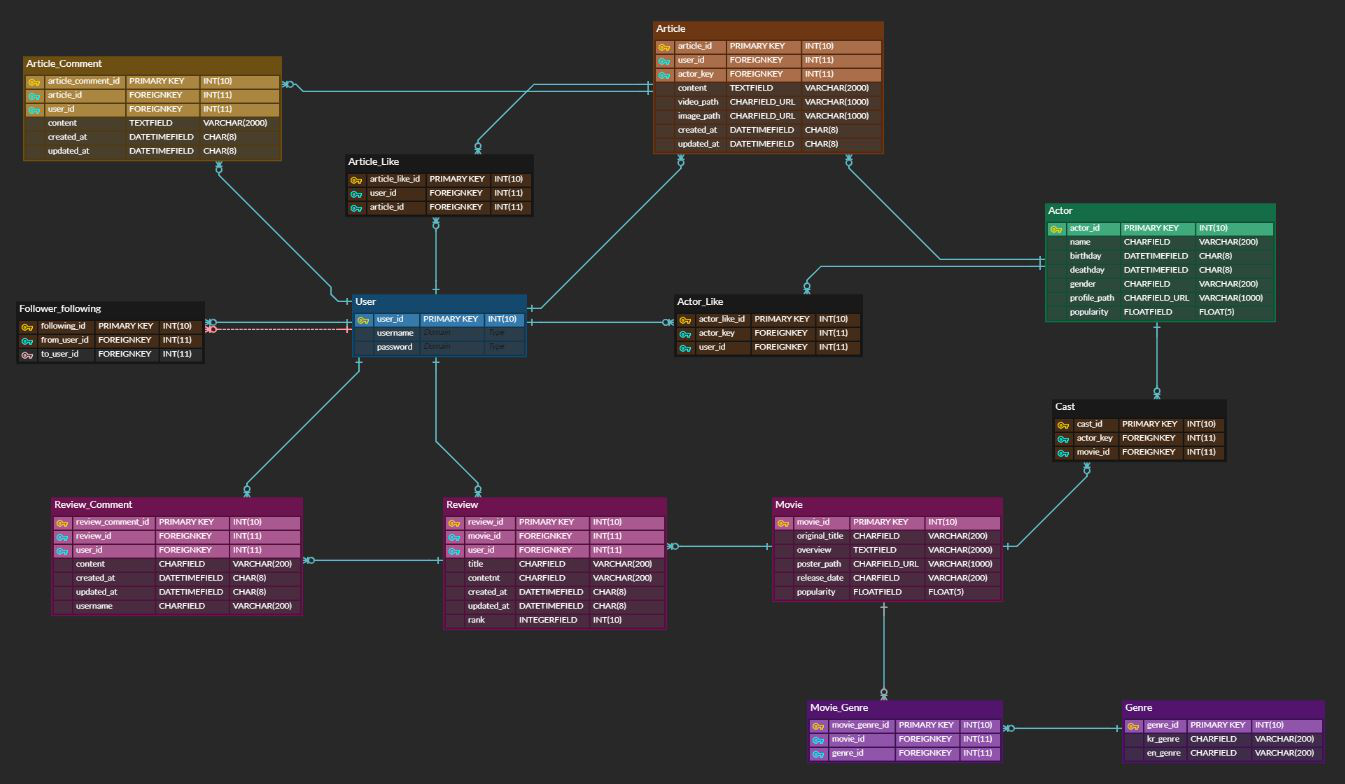 Article
article_id PRIMARY KEY INT(10)
user_id FOREIGNKEY INT(11)
actor_key FOREIGNKEY INT(11)
content TEXTFIELD VARCHAR(2000)
video_path CHARFIELD_URL VARCHAR(1000)
image_path CHARFIELD_URL VARCHAR(1000)
created_at DATETIMEFIELD CHAR(8)
updated_at DATETIMEFIELD CHAR(8)
Article_Comment
article_comment_id PRIMARY KEY INT(10)
article_id FOREIGNKEY INT(11)
user_id FOREIGNKEY INT(11)
content TEXTFIELD VARCHAR(2000)
created_at DATETIMEFIELD CHAR(8)
updated_at DATETIMEFIELD CHAR(8)
Article_Like
article_like_id PRIMARY KEY INT(10)
user_id FOREIGNKEY INT(11)
article_id FOREIGNKEY INT(11)
Actor
actor_id PRIMARY KEY INT(10)
name CHARFIELD VARCHAR(200)
birthday DATETIMEFIELD CHAR(8)
deathday DATETIMEFIELD CHAR(8)
gender CHARFIELD VARCHAR(200)
profile_path CHARFIELD_URL VARCHAR(1000)
popularity FLOATFIELD FLOAT(5)
Follower_following
following_id PRIMARY KEY INT(10)
from_user_id FOREIGNKEY INT(11)
to_user_id FOREIGNKEY INT(11)
User
user_id PRIMARY KEY INT(10)
username Domain Type
password Domain Type
Actor_Like
actor_like_id PRIMARY KEY INT(10)
actor_key FOREIGNKEY INT(11)
user_id FOREIGNKEY INT(11)
Cast
cast_id PRIMARY KEY INT(10)
actor_key FOREIGNKEY INT(11)
movie_id FOREIGNKEY INT(11)
Review_Comment
review_comment_id PRIMARY KEY INT(10)
review_id FOREIGNKEY INT(11)
user_id FOREIGNKEY INT(11)
content CHARFIELD VARCHAR(200)
created_at DATETIMEFIELD CHAR(8)
updated_at DATETIMEFIELD CHAR(8)
username CHARFIELD VARCHAR(200)
Review
review_id PRIMARY KEY INT(10)
movie_id FOREIGNKEY INT(11)
user_id FOREIGNKEY INT(11)
title CHARFIELD VARCHAR(200)
contetnt CHARFIELD VARCHAR(200)
created_at DATETIMEFIELD CHAR(8)
updated_at DATETIMEFIELD CHAR(8)
rank INTEGERFIELD INT(10)
Movie
movie_id PRIMARY KEY INT(10)
original_title CHARFIELD VARCHAR(200)
overview TEXTFIELD VARCHAR(2000)
poster_path CHARFIELD_URL VARCHAR(1000)
release_date CHARFIELD VARCHAR(200)
popularity FLOATFIELD FLOAT(5)
Movie_Genre
movie_genre_id PRIMARY KEY INT(10)
movie_id FOREIGNKEY INT(11)
genre_id FOREIGNKEY INT(11)
Genre
genre_id PRIMARY KEY INT(10)
kr_genre CHARFIELD VARCHAR(200)
en_genre CHARFIELD VARCHAR(200)